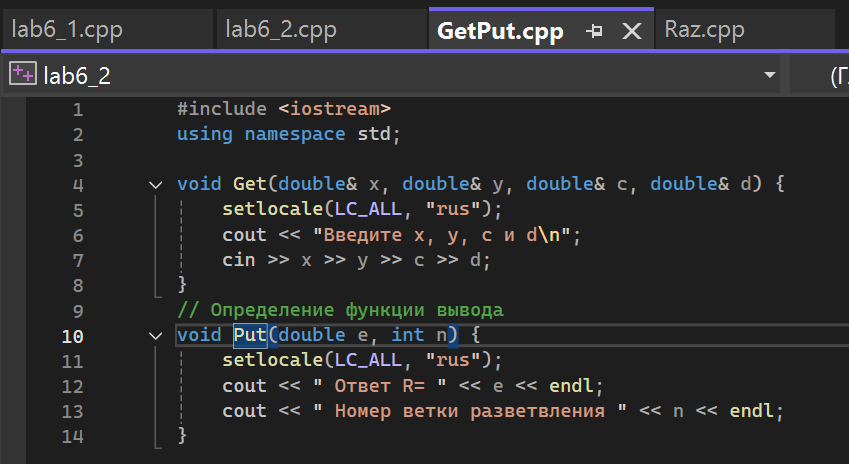 lab6_1.cpp lab6_2.cpp GetPut.cpp Raz.cpp
lab6_2 (Г
1 #include <iostream>
2 using namespace std;
3
4 void Get(double& x, double& y, double& c, double& d) {
5 setlocale(LC_ALL, "rus");
6 cout << "Введите x, y, c и d\n";
7 cin >> x >> y >> c >> d;
8 }
9 // Определение функции вывода
10 void Put(double e, int n) {
11 setlocale(LC_ALL, "rus");
12 cout << " Ответ R= " << e << endl;
13 cout << " Номер ветки разветвления " << n << endl;
14 }